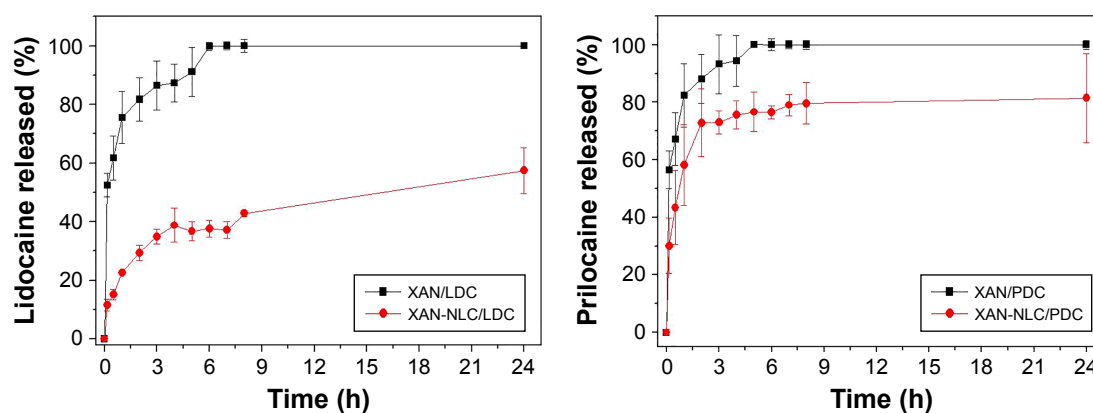 Lidocaine released (%)
100
80
60
40
20
0
XAN/LDC
XAN-NLC/LDC
0 3 6 9 12 15 18 21 24
Time (h)
Prilocaine released (%)
100
80
60
40
20
0
XAN/PDC
XAN-NLC/PDC
0 3 6 9 12 15 18 21 24
Time (h)